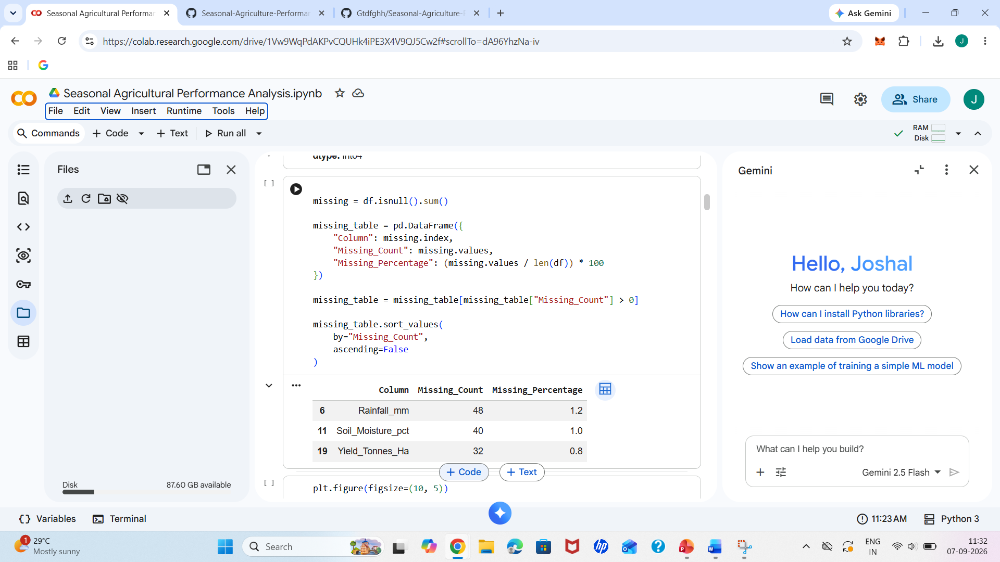 Seasonal Agricultural Performan
Seasonal-Agriculture-Performan
Gtdfghh/Seasonal-Agriculture-P
Ask Gemini
https://colab.research.google.com/drive/1Vw9WqPdAKPvCQUHk4iPE3X4V9QJ5Cw2f#scrollTo=dA96YhzNa-iv
J
Seasonal Agricultural Performance Analysis.ipynb
File Edit View Insert Runtime Tools Help
Share
J
Commands + Code + Text Run all
RAM
Disk
Files
dtype: int64
[ ]
missing = df.isnull().sum()
missing_table = pd.DataFrame({
"Column": missing.index,
"Missing_Count": missing.values,
"Missing_Percentage": (missing.values / len(df)) * 100
})
missing_table = missing_table[missing_table["Missing_Count"] > 0]
missing_table.sort_values(
by="Missing_Count",
ascending=False
)
Column Missing_Count Missing_Percentage
6 Rainfall_mm 48 1.2
11 Soil_Moisture_pct 40 1.0
19 Yield_Tonnes_Ha 32 0.8
+ Code + Text
[ ]
plt.figure(figsize=(10, 5))
Disk 87.60 GB available
Gemini
Hello, Joshal
How can I help you today?
How can I install Python libraries?
Load data from Google Drive
Show an example of training a simple ML model
What can I help you build?
Gemini 2.5 Flash
Variables Terminal
11:23 AM Python 3
1
29°C
Mostly sunny
Search
hp
ENG
IN
11:32
07-09-2026